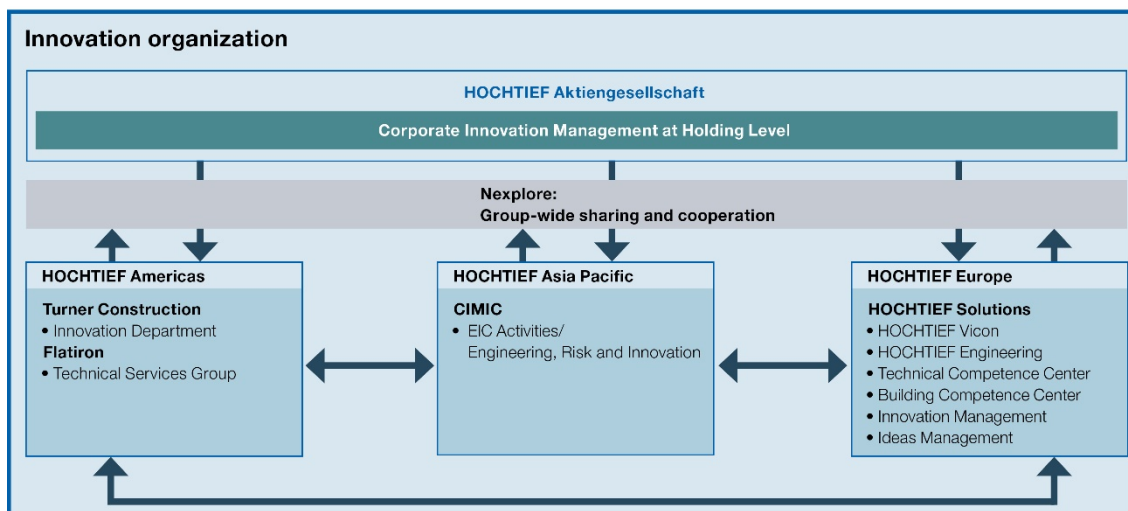 Innovation organization
HOCHTIEF Aktiengesellschaft
Corporate Innovation Management at Holding Level
Nexplore:
Group-wide sharing and cooperation
HOCHTIEF Americas
Turner Construction
• Innovation Department
Flatiron
• Technical Services Group
HOCHTIEF Asia Pacific
CIMIC
• EIC Activities/
Engineering, Risk and Innovation
HOCHTIEF Europe
HOCHTIEF Solutions
• HOCHTIEF Vicon
• HOCHTIEF Engineering
• Technical Competence Center
• Building Competence Center
• Innovation Management
• Ideas Management